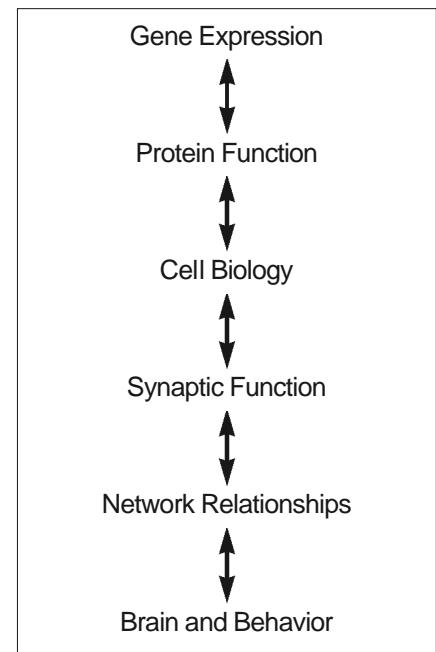 Gene Expression
Protein Function
Cell Biology
Synaptic Function
Network Relationships
Brain and Behavior